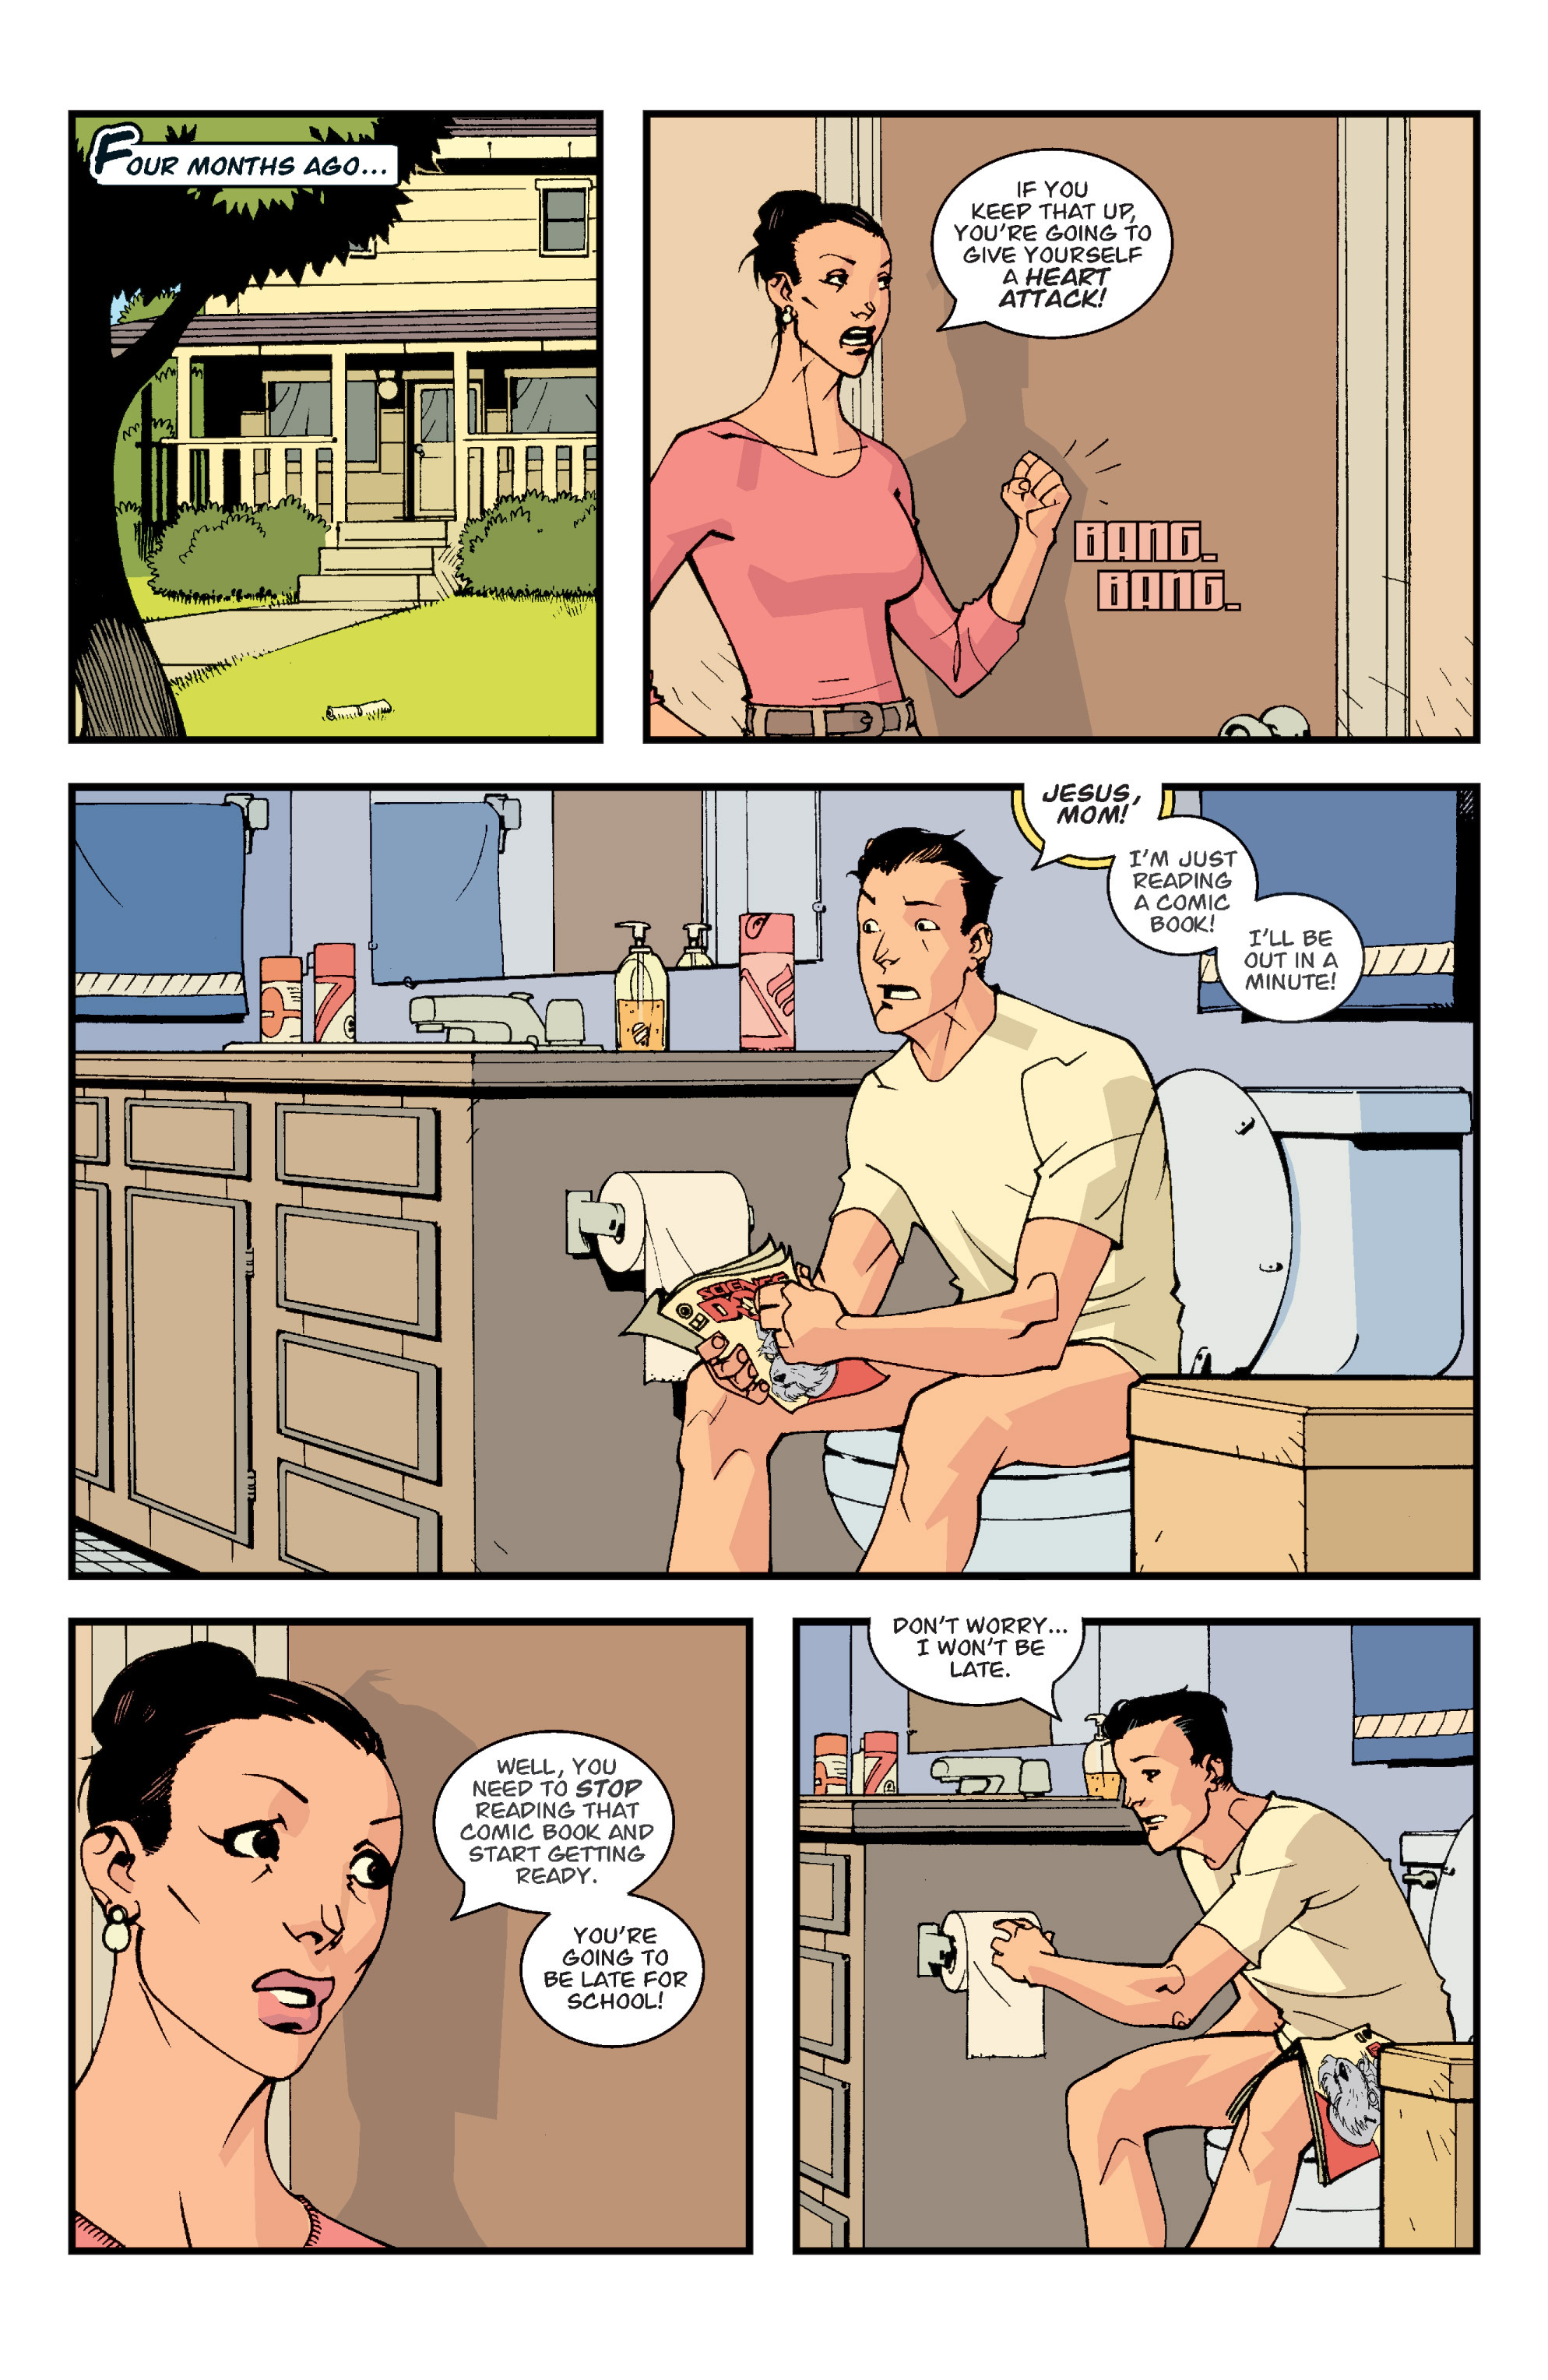 FOUR MONTHS AGO...
IF YOU
KEEP THAT UP,
YOU'RE GOING TO
GIVE YOURSELF
A HEART
ATTACK!
BANG.
BANG.
JESUS,
MOM!
I'M JUST
READING
A COMIC
BOOK!
I'LL BE
OUT IN A
MINUTE!
WELL, YOU
NEED TO STOP
READING THAT
COMIC BOOK AND
START GETTING
READY.
YOU'RE
GOING TO
BE LATE FOR
SCHOOL!
DON'T WORRY...
I WON'T BE
LATE.